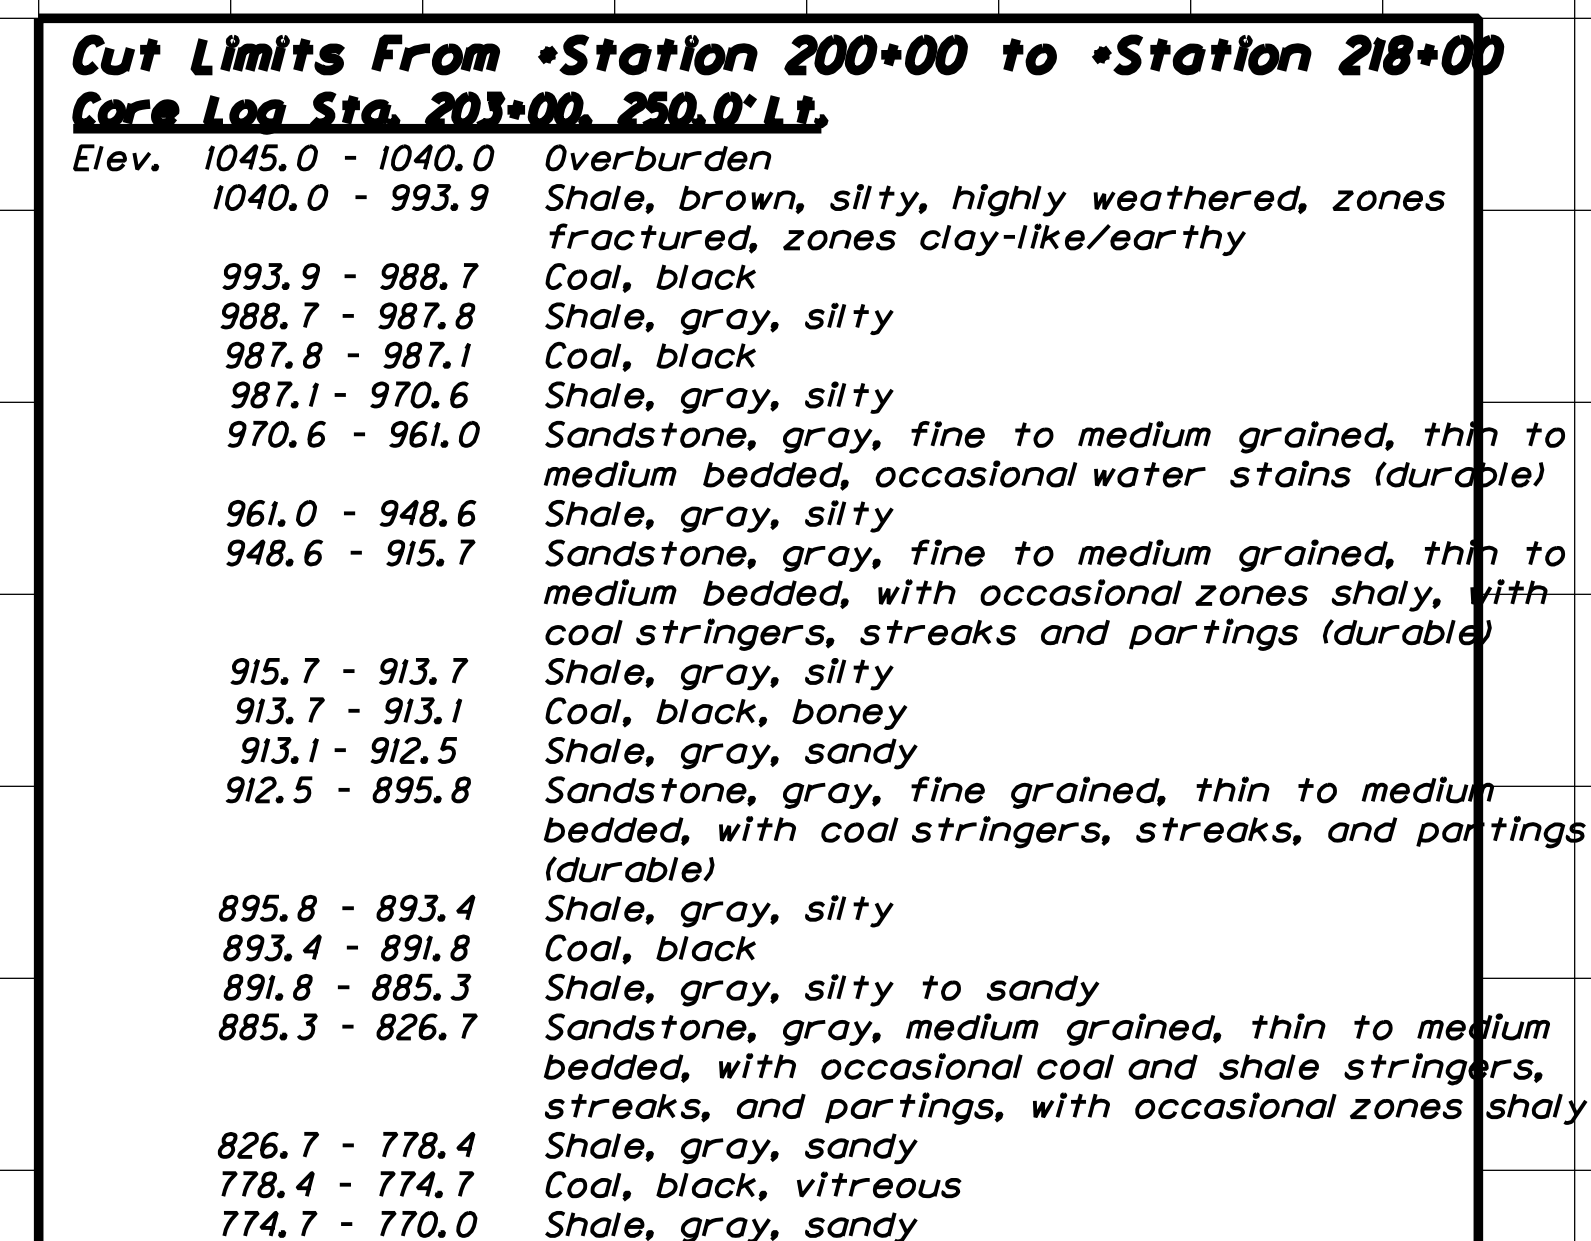 Cut Limits From *Station 200+00 to *Station 218+00
Core Log Sta. 203+00, 250.0' Lt.
Elev. 1045.0 - 1040.0 Overburden
1040.0 - 993.9 Shale, brown, silty, highly weathered, zones
fractured, zones clay-like/earthy
993.9 - 988.7 Coal, black
988.7 - 987.8 Shale, gray, silty
987.8 - 987.1 Coal, black
987.1 - 970.6 Shale, gray, silty
970.6 - 961.0 Sandstone, gray, fine to medium grained, thin to
medium bedded, occasional water stains (durable)
961.0 - 948.6 Shale, gray, silty
948.6 - 915.7 Sandstone, gray, fine to medium grained, thin to
medium bedded, with occasional zones shaly, with
coal stringers, streaks and partings (durable)
915.7 - 913.7 Shale, gray, silty
913.7 - 913.1 Coal, black, boney
913.1 - 912.5 Shale, gray, sandy
912.5 - 895.8 Sandstone, gray, fine grained, thin to medium
bedded, with coal stringers, streaks, and partings
(durable)
895.8 - 893.4 Shale, gray, silty
893.4 - 891.8 Coal, black
891.8 - 885.3 Shale, gray, silty to sandy
885.3 - 826.7 Sandstone, gray, medium grained, thin to medium
bedded, with occasional coal and shale stringers,
streaks, and partings, with occasional zones shaly
826.7 - 778.4 Shale, gray, sandy
778.4 - 774.7 Coal, black, vitreous
774.7 - 770.0 Shale, gray, sandy